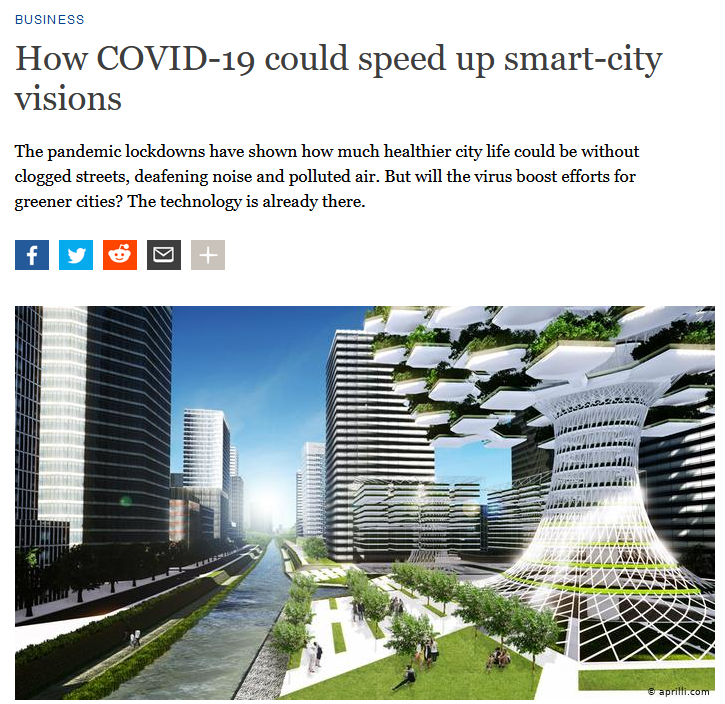 BUSINESS
How COVID-19 could speed up smart-city
visions
The pandemic lockdowns have shown how much healthier city life could be without
clogged streets, deafening noise and polluted air. But will the virus boost efforts for
greener cities? The technology is already there.
© aprilli.com